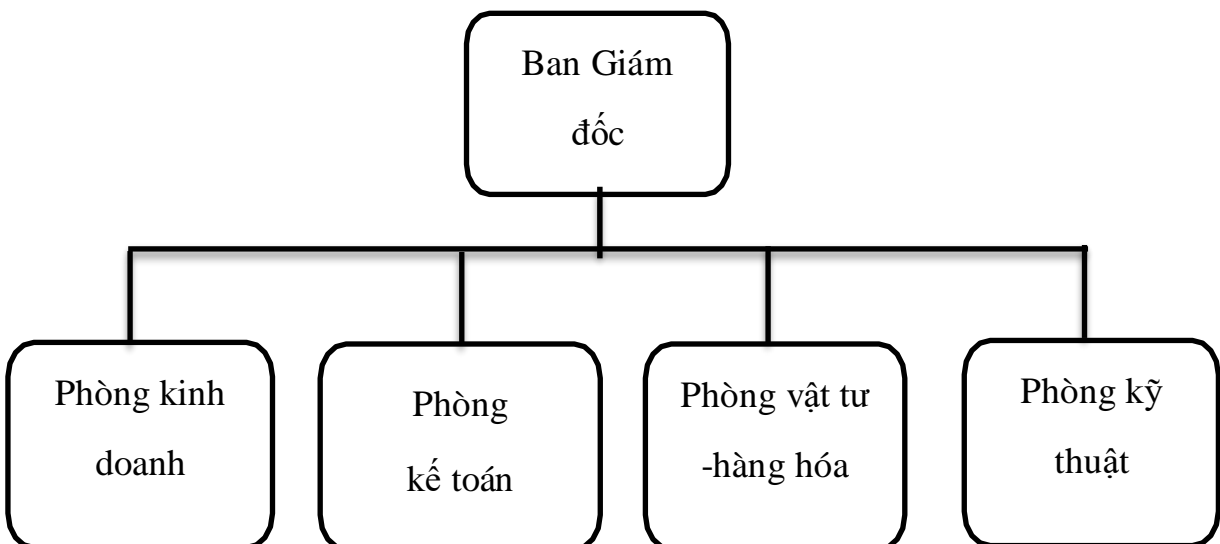 Ban Giám
đốc
Phòng kinh
doanh
Phòng
kế toán
Phòng vật tư
-hàng hóa
Phòng kỹ
thuật